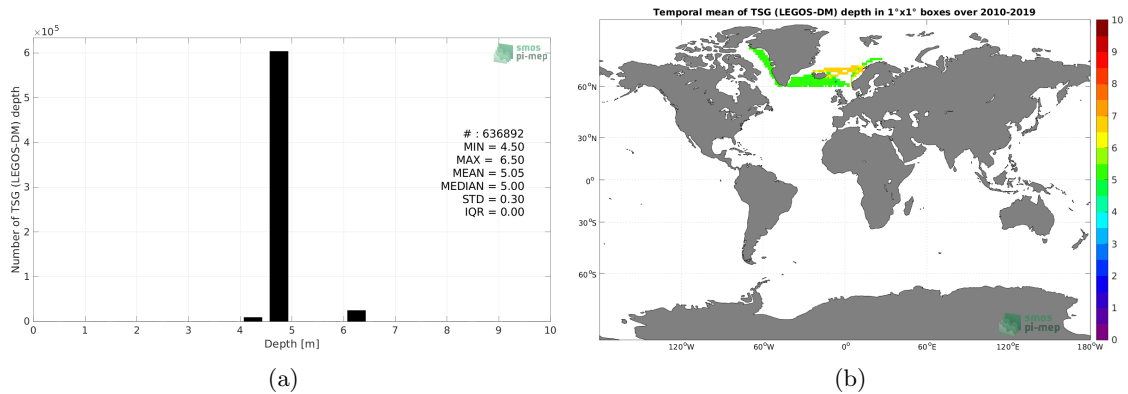 ×10⁵
smos
pi-mep
Number of TSG (LEGOS-DM) depth
6
5
4
3
2
1
0
# : 636892
MIN = 4.50
MAX = 6.50
MEAN = 5.05
MEDIAN = 5.00
STD = 0.30
IQR = 0.00
0 1 2 3 4 5 6 7 8 9 10
Depth [m]
(a)
Temporal mean of TSG (LEGOS-DM) depth in 1°x1° boxes over 2010-2019
60°N
30°N
0°
30°S
60°S
smos
pi-mep
120°W 60°W 0° 60°E 120°E 180°W
10
9
8
7
6
5
4
3
2
1
0
(b)